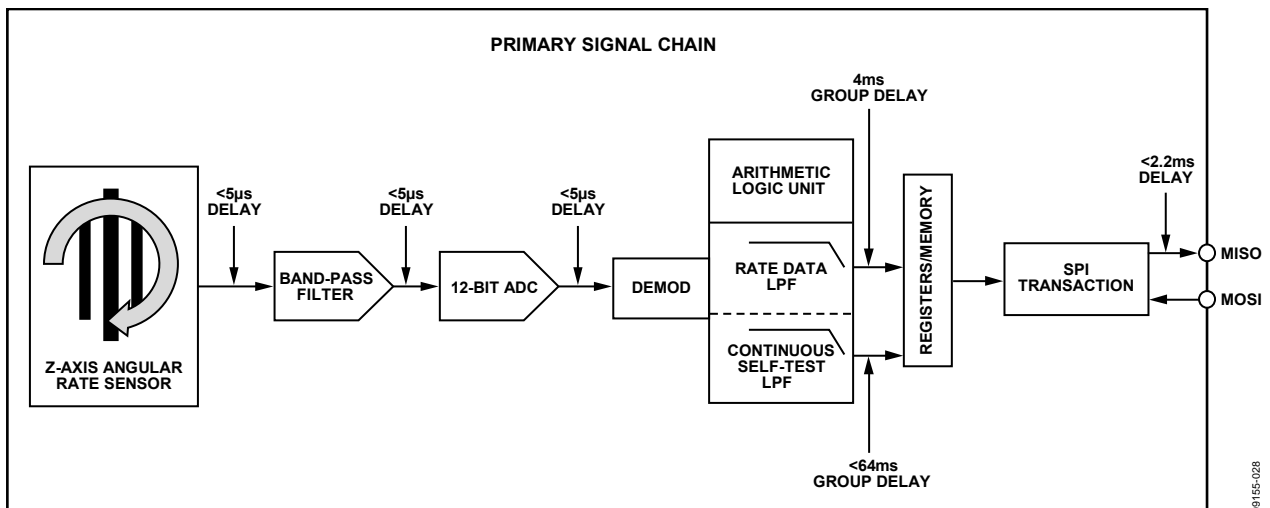 PRIMARY SIGNAL CHAIN
4ms
GROUP DELAY
<2.2ms
DELAY
ARITHMETIC
LOGIC UNIT
<5µs
DELAY
<5µs
DELAY
<5µs
DELAY
BAND-PASS
FILTER
12-BIT ADC
DEMOD
RATE DATA
LPF
CONTINUOUS
SELF-TEST
LPF
REGISTERS/MEMORY
SPI
TRANSACTION
MISO
MOSI
Z-AXIS ANGULAR
RATE SENSOR
<64ms
GROUP DELAY
09155-028